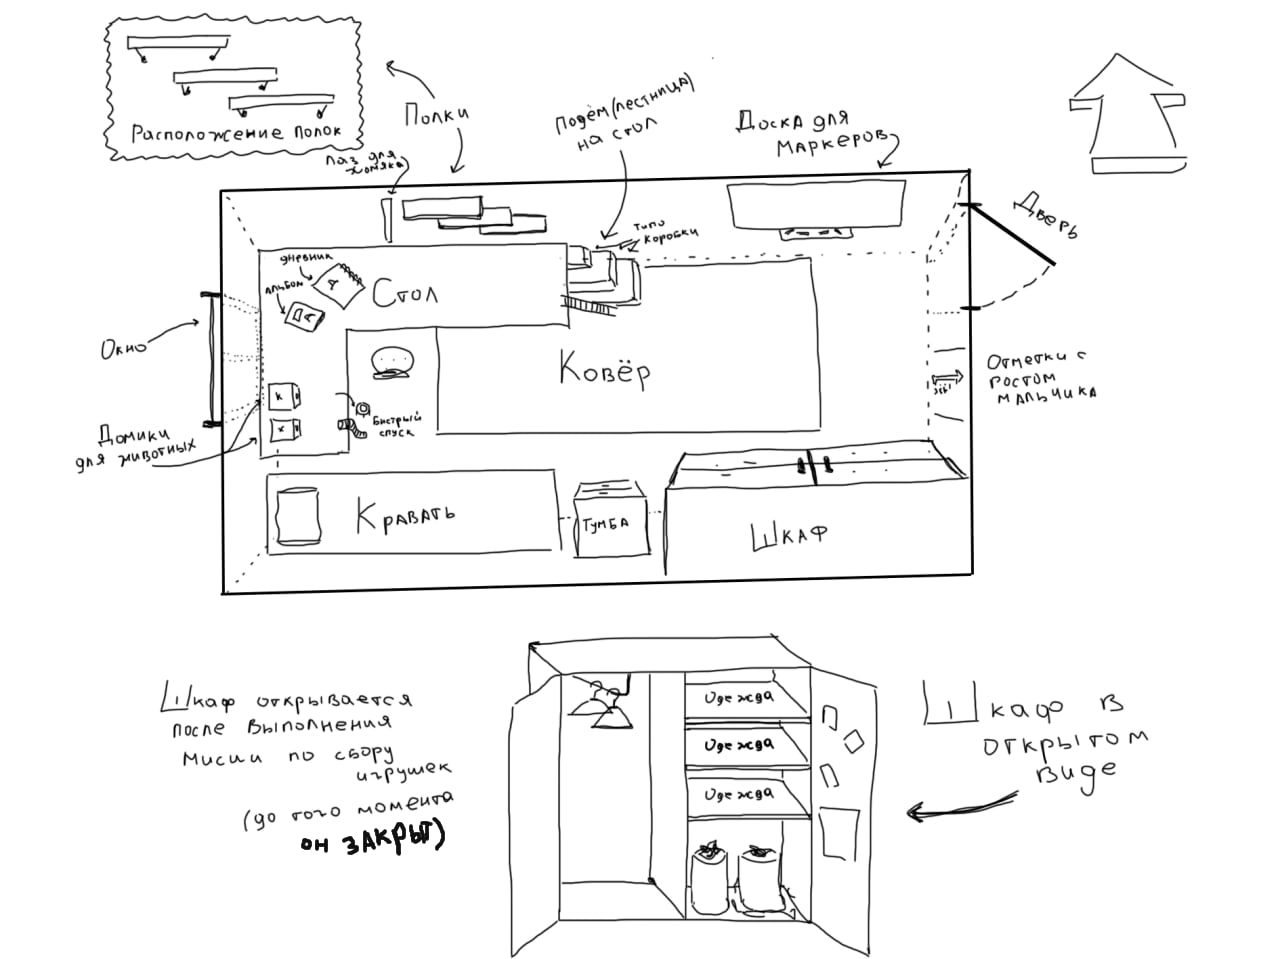 Расположение полок
Полки
Подъём (лестница)
на стол
Доска для
маркеров
лаз для
хомяка
типо
коробки
Дверь
дневник
Д
альбом
ДА
Стол
Окно
Ковёр
Отметки с
ростом
мальчика
К
Х
Быстрый
спуск
Домики
для животных
Кравать
Тумба
Шкаф
Шкаф открывается
после выполнения
мисии по сбору
игрушек
(до того момента
он закрыт)
Одежда
Одежда
Одежда
Шкаф в
открытом
виде